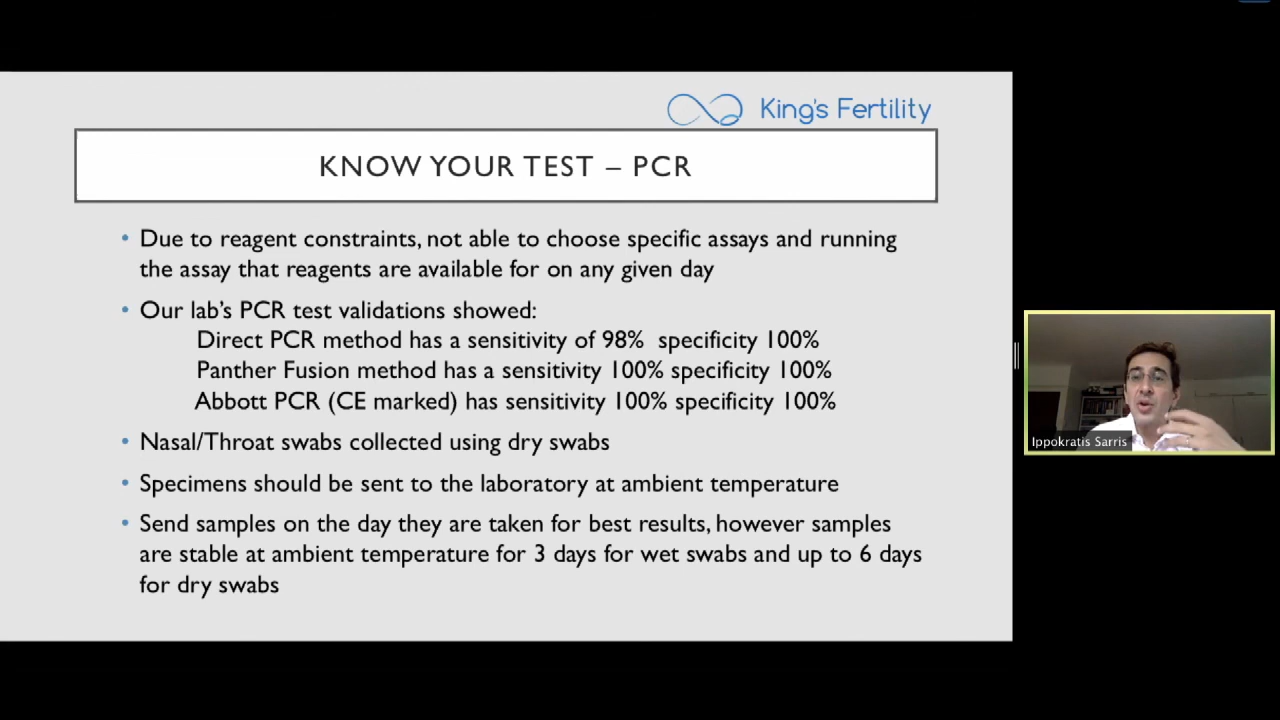 King's Fertility
KNOW YOUR TEST – PCR
• Due to reagent constraints, not able to choose specific assays and running
the assay that reagents are available for on any given day
• Our lab's PCR test validations showed:
Direct PCR method has a sensitivity of 98% specificity 100%
Panther Fusion method has a sensitivity 100% specificity 100%
Abbott PCR (CE marked) has sensitivity 100% specificity 100%
• Nasal/Throat swabs collected using dry swabs
• Specimens should be sent to the laboratory at ambient temperature
• Send samples on the day they are taken for best results, however samples
are stable at ambient temperature for 3 days for wet swabs and up to 6 days
for dry swabs
Ippokratis Sarris